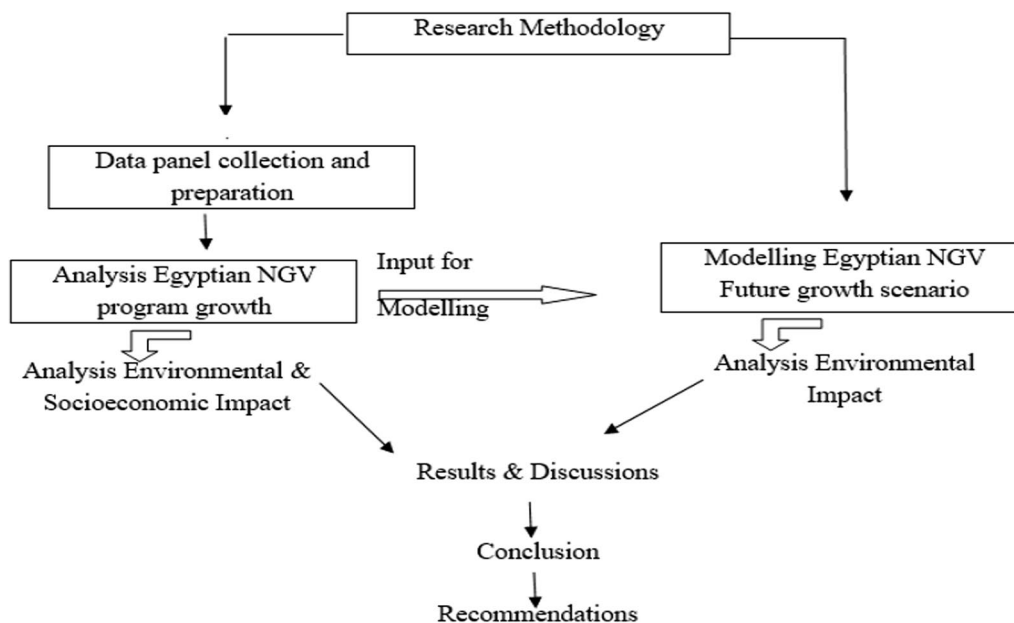 Research Methodology
Data panel collection and
preparation
Analysis Egyptian NGV
program growth
Input for
Modelling
Modelling Egyptian NGV
Future growth scenario
Analysis Environmental &
Socioeconomic Impact
Analysis Environmental
Impact
Results & Discussions
Conclusion
Recommendations